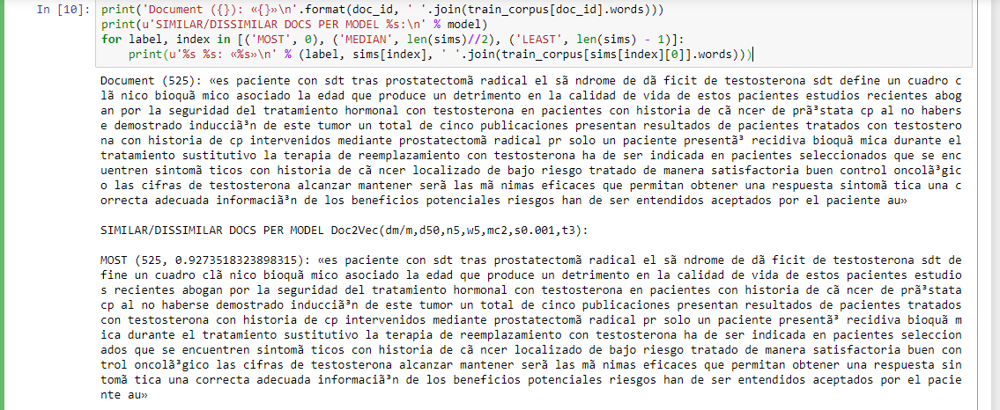 In [10]: print('Document ({}): «{}»\n'.format(doc_id, ' '.join(train_corpus[doc_id].words)))
print(u'SIMILAR/DISSIMILAR DOCS PER MODEL %s:\n' % model)
for label, index in [('MOST', 0), ('MEDIAN', len(sims)//2), ('LEAST', len(sims) - 1)]:
    print(u'%s %s: «%s»\n' % (label, sims[index], ' '.join(train_corpus[sims[index][0]].words)))
Document (525): «es paciente con sdt tras prostatectomã radical el sã ndrome de dã ficit de testosterona sdt define un cuadro c
lã nico bioquã mico asociado la edad que produce un detrimento en la calidad de vida de estos pacientes estudios recientes abog
an por la seguridad del tratamiento hormonal con testosterona en pacientes con historia de cã ncer de prã³stata cp al no habers
e demostrado inducciã³n de este tumor un total de cinco publicaciones presentan resultados de pacientes tratados con testostero
na con historia de cp intervenidos mediante prostatectomã radical pr solo un paciente presentã³ recidiva bioquã mica durante el
tratamiento sustitutivo la terapia de reemplazamiento con testosterona ha de ser indicada en pacientes seleccionados que se enc
uentren sintomã ticos con historia de cã ncer localizado de bajo riesgo tratado de manera satisfactoria buen control oncolã³gic
o las cifras de testosterona alcanzar mantener serã las mã nimas eficaces que permitan obtener una respuesta sintomã tica una c
orrecta adecuada informaciã³n de los beneficios potenciales riesgos han de ser entendidos aceptados por el paciente au»
SIMILAR/DISSIMILAR DOCS PER MODEL Doc2Vec(dm/m,d50,n5,w5,mc2,s0.001,t3):
MOST (525, 0.9273518323898315): «es paciente con sdt tras prostatectomã radical el sã ndrome de dã ficit de testosterona sdt de
fine un cuadro clã nico bioquã mico asociado la edad que produce un detrimento en la calidad de vida de estos pacientes estudio
s recientes abogan por la seguridad del tratamiento hormonal con testosterona en pacientes con historia de cã ncer de prã³stata
cp al no haberse demostrado inducciã³n de este tumor un total de cinco publicaciones presentan resultados de pacientes tratados
con testosterona con historia de cp intervenidos mediante prostatectomã radical pr solo un paciente presentã³ recidiva bioquã m
ica durante el tratamiento sustitutivo la terapia de reemplazamiento con testosterona ha de ser indicada en pacientes seleccion
ados que se encuentren sintomã ticos con historia de cã ncer localizado de bajo riesgo tratado de manera satisfactoria buen con
trol oncolã³gico las cifras de testosterona alcanzar mantener serã las mã nimas eficaces que permitan obtener una respuesta sin
tomã tica una correcta adecuada informaciã³n de los beneficios potenciales riesgos han de ser entendidos aceptados por el pacie
nte au»